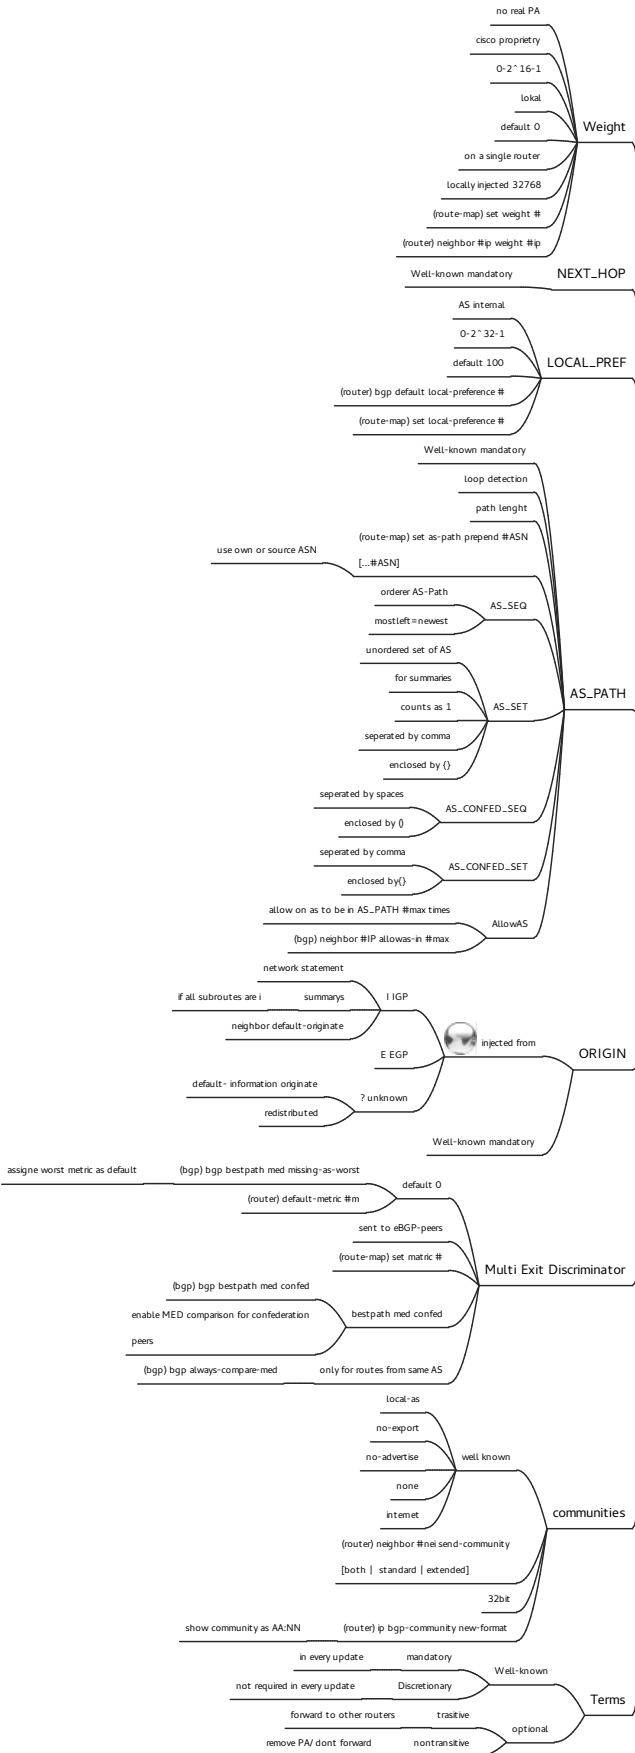 no real PA
cisco proprietry
0-2^16-1
lokal
default 0
on a single router
locally injected 32768
(route-map) set weight #
(router) neighbor #ip weight #ip
Weight
Well-known mandatory
NEXT_HOP
AS internal
0-2^32-1
default 100
(router) bgp default local-preference #
(route-map) set local-preference #
LOCAL_PREF
Well-known mandatory
loop detection
path lenght
(route-map) set as-path prepend #ASN
[...#ASN]
use own or source ASN
orderer AS-Path
mostleft=newest
AS_SEQ
unordered set of AS
for summaries
counts as 1
seperated by comma
enclosed by {}
AS_SET
seperated by spaces
enclosed by ()
AS_CONFED_SEQ
seperated by comma
enclosed by{}
AS_CONFED_SET
allow on as to be in AS_PATH #max times
(bgp) neighbor #IP allowas-in #max
AllowAS
AS_PATH
network statement
if all subroutes are i
summarys
neighbor default-originate
I IGP
E EGP
default- information originate
redistributed
? unknown
injected from
Well-known mandatory
ORIGIN
assigne worst metric as default
(bgp) bgp bestpath med missing-as-worst
(router) default-metric #m
default 0
sent to eBGP-peers
(route-map) set matric #
(bgp) bgp bestpath med confed
enable MED comparison for confederation
peers
bestpath med confed
(bgp) bgp always-compare-med
only for routes from same AS
Multi Exit Discriminator
local-as
no-export
no-advertise
none
internet
well known
(router) neighbor #nei send-community
[both | standard | extended]
32bit
show community as AA:NN
(router) ip bgp-community new-format
communities
in every update
mandatory
not required in every update
Discretionary
Well-known
forward to other routers
trasitive
remove PA/ dont forward
nontransitive
optional
Terms